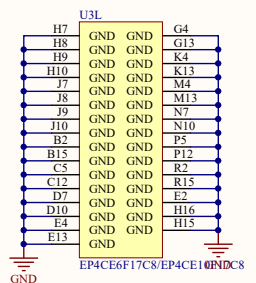 U3L
H7 GND GND G4
H8 GND GND G13
H9 GND GND K4
H10 GND GND K13
J7 GND GND M4
J8 GND GND M13
J9 GND GND N7
J10 GND GND N10
B2 GND GND P5
B15 GND GND P12
C5 GND GND R2
C12 GND GND R15
D7 GND GND E2
D10 GND GND H16
E4 GND GND H15
E13 GND
EP4CE6F17C8/EP4CE10F17C8
GND GND